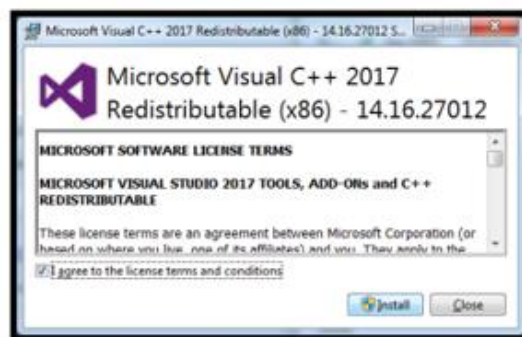 Microsoft Visual C++ 2017 Redistributable (x86) - 14.16.27012 S...
Microsoft Visual C++ 2017
Redistributable (x86) - 14.16.27012
MICROSOFT SOFTWARE LICENSE TERMS
MICROSOFT VISUAL STUDIO 2017 TOOLS, ADD-ONs and C++
REDISTRIBUTABLE
These license terms are an agreement between Microsoft Corporation (or
based on where you live, one of its affiliates) and you. They apply to the
I agree to the license terms and conditions
Install
Close